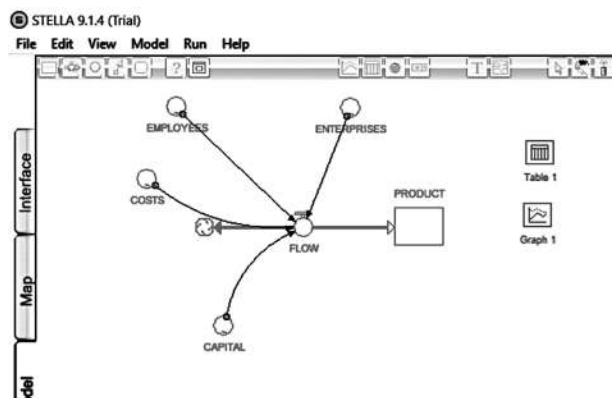 STELLA 9.1.4 (Trial)
File Edit View Model Run Help
?
T
EMPLOYEES
ENTERPRISES
COSTS
PRODUCT
FLOW
CAPITAL
Table 1
Graph 1
Interface
Map
del